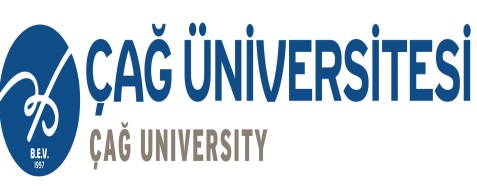 ÇAĞ ÜNİVERSİTESİ
ÇAĞ UNIVERSITY
B.E.V.
1997